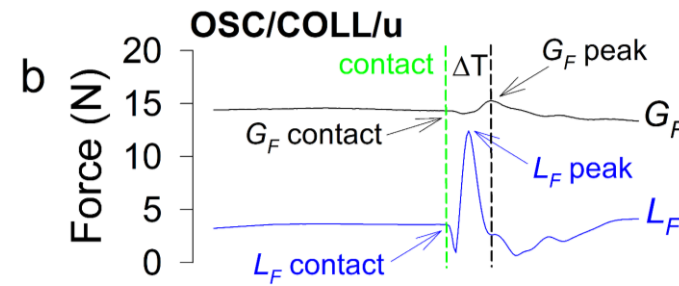 OSC/COLL/u
b
Force (N)
20
15
10
5
0
contact
ΔT
G_F peak
G_F contact
G_F
L_F peak
L_F
L_F contact